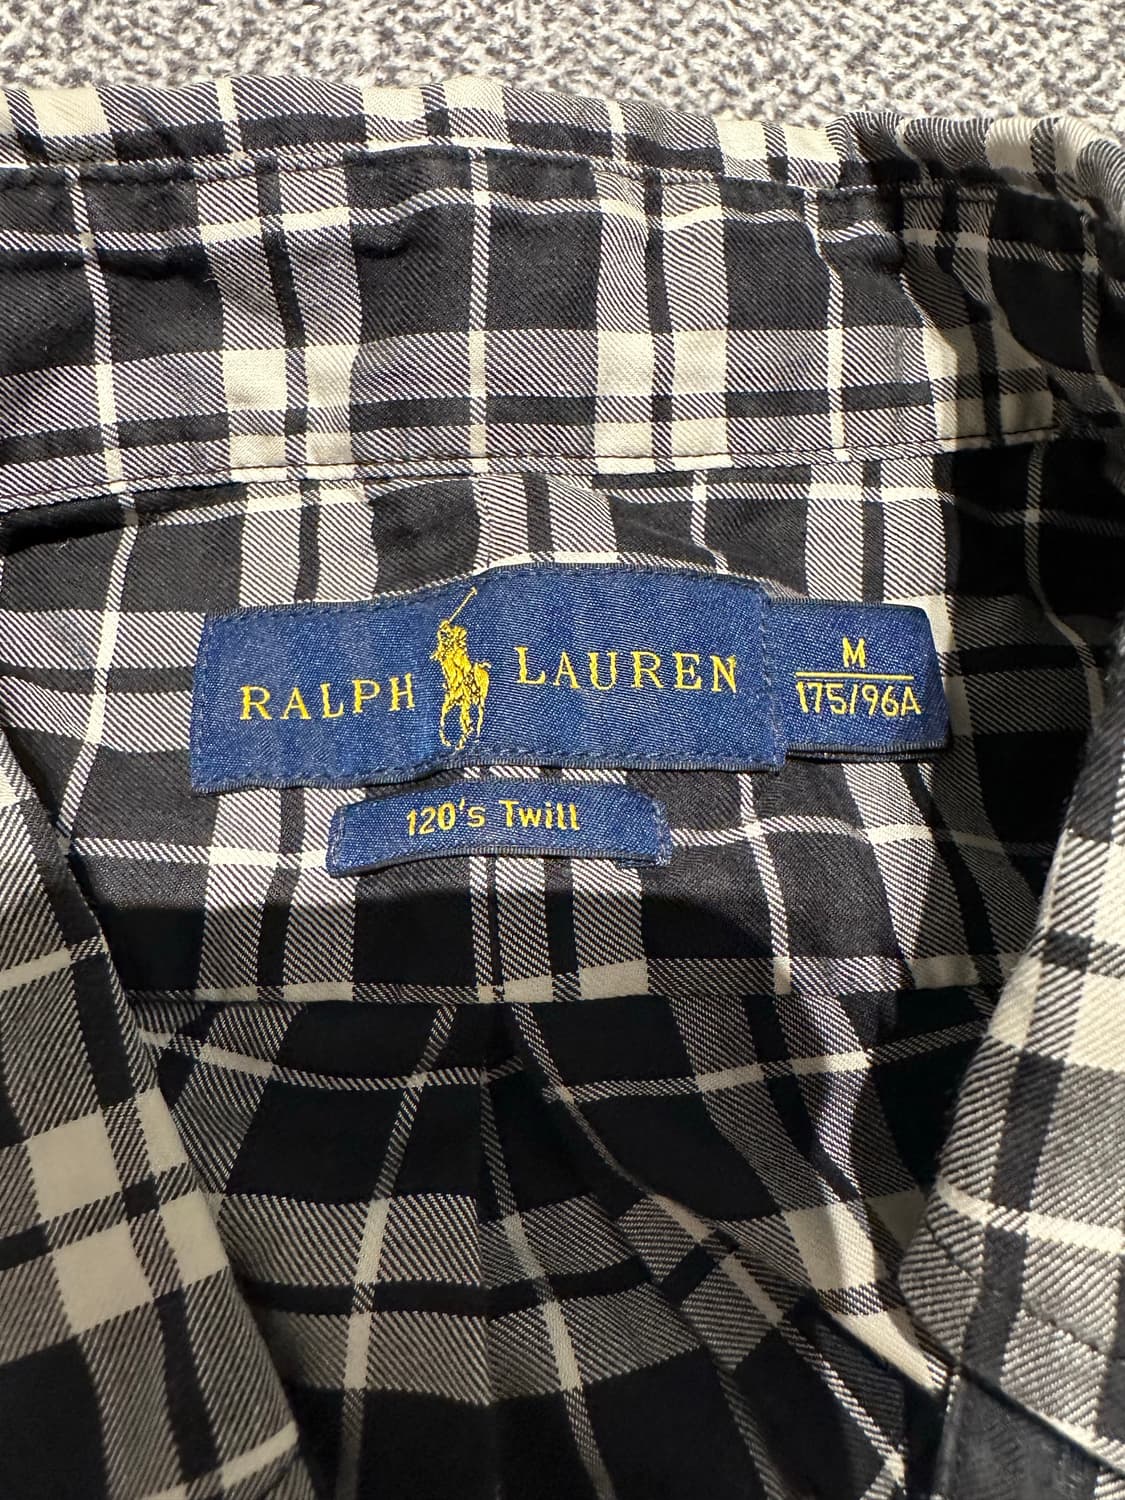 RALPH LAUREN
M
175/96A
120's Twill